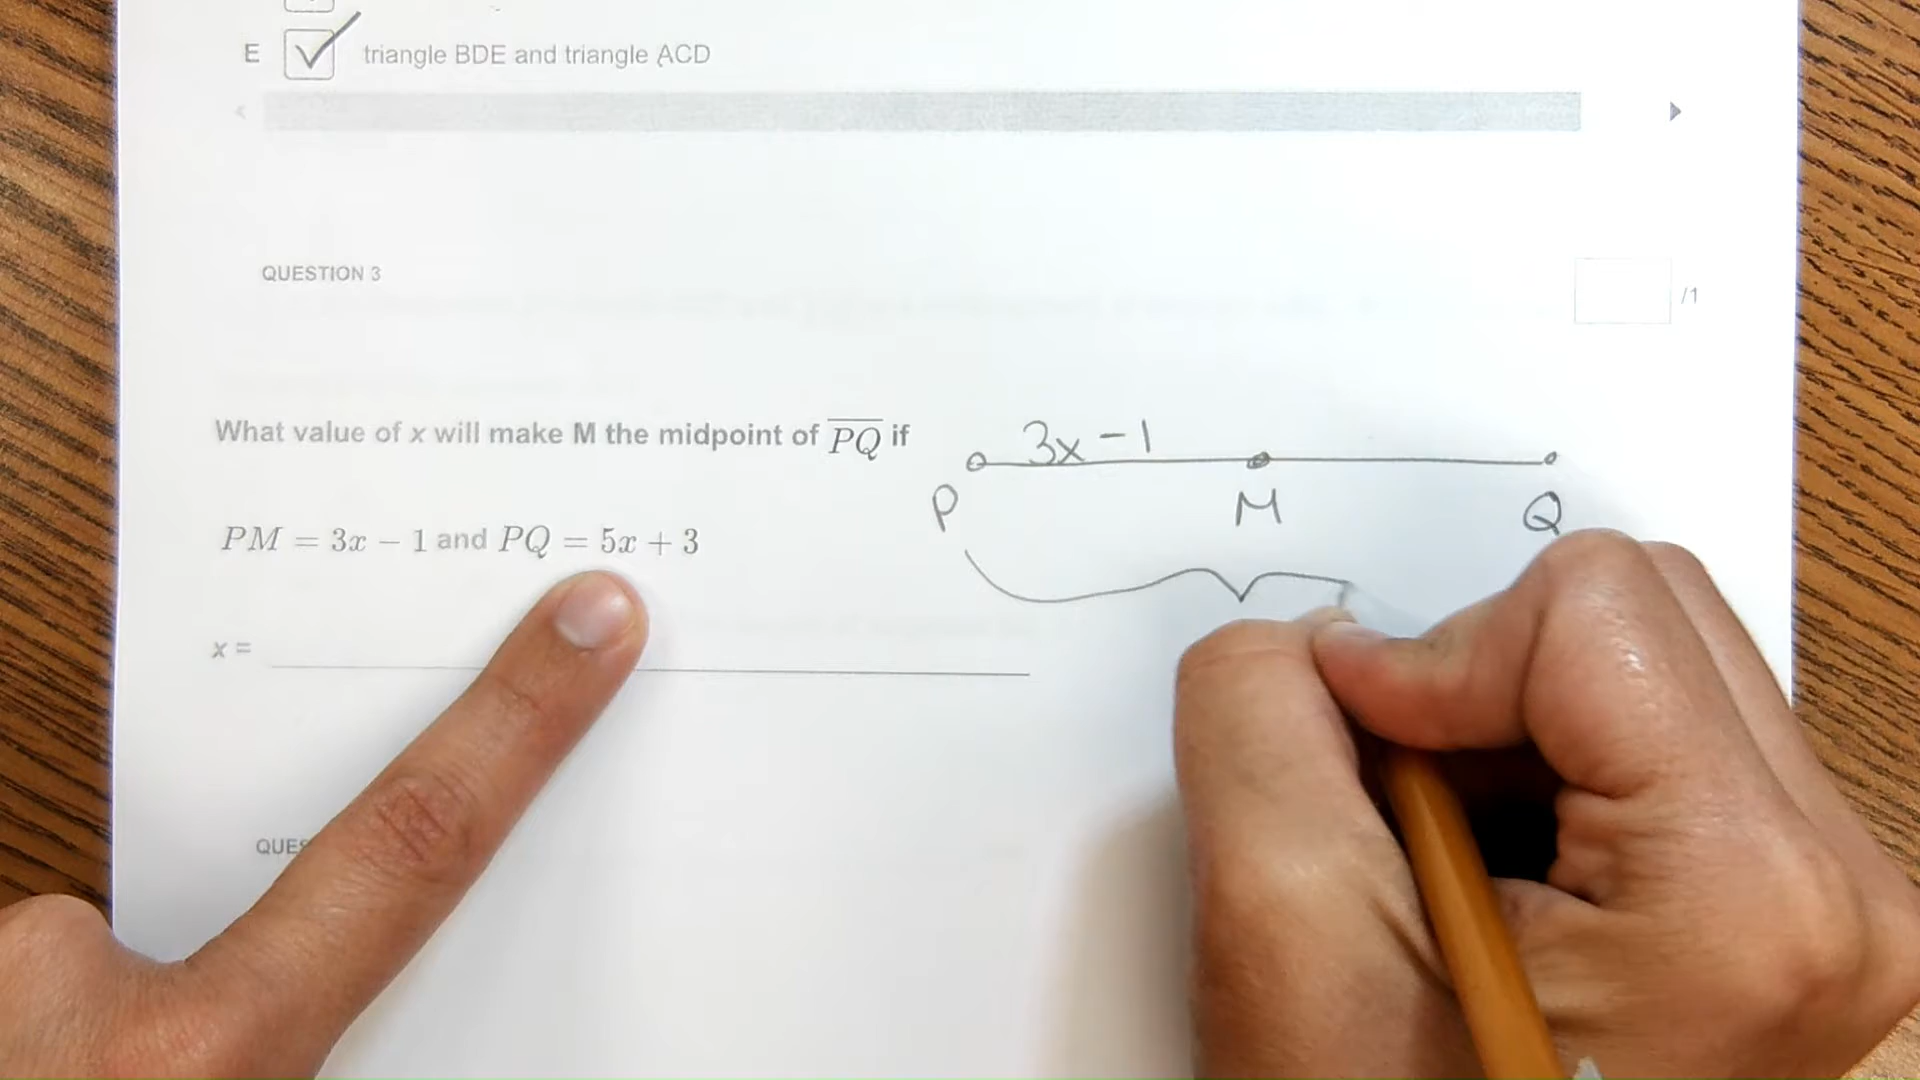 E triangle BDE and triangle ACD
QUESTION 3
/1
What value of x will make M the midpoint of PQ if
3x - 1
P M Q
PM = 3x - 1 and PQ = 5x + 3
x =
QUES